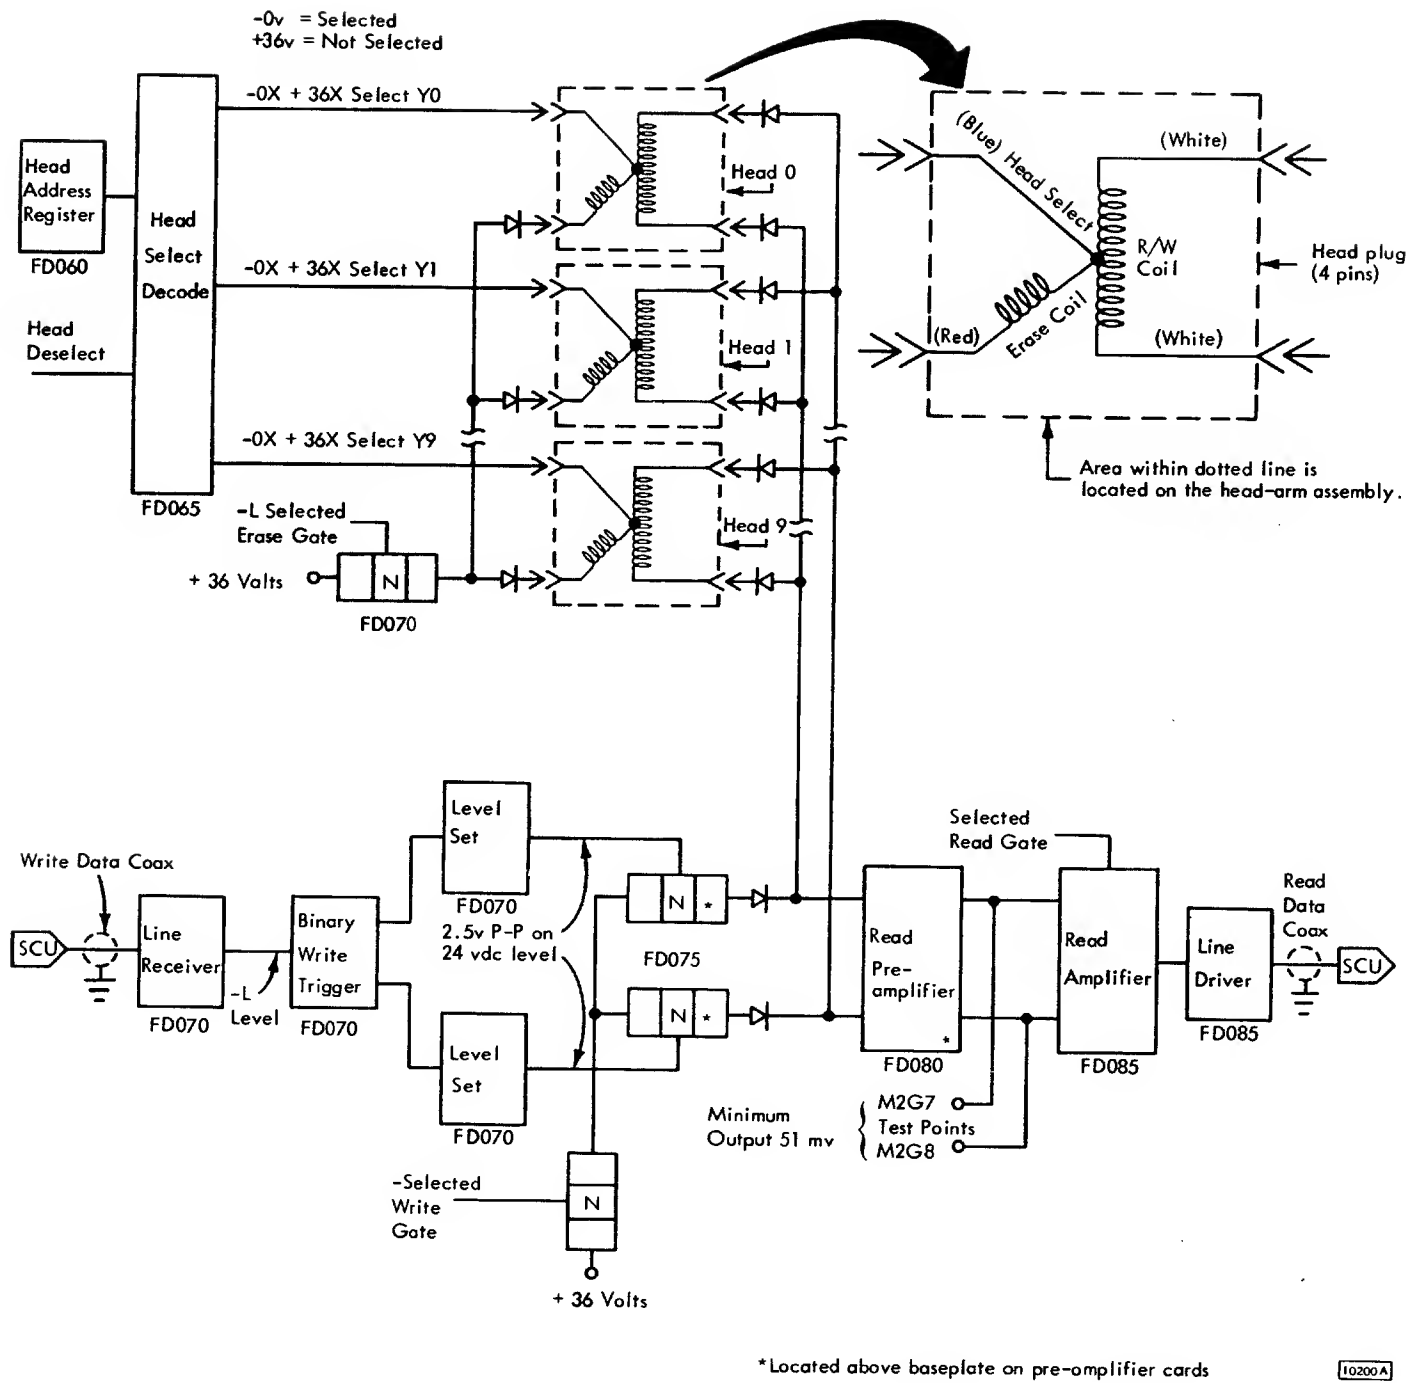 -0v = Selected
+36v = Not Selected
-0X + 36X Select Y0
Head
Address
Register
FD060
Head
Select
Decode
Head
Deselect
FD065
-0X + 36X Select Y1
-0X + 36X Select Y9
Head 0
Head 1
Head 9
-L Selected
Erase Gate
+ 36 Valts
N
FD070
(Blue) Head Select
(White)
R/W
Coil
(Red)
Erase Coil
(White)
Head plug
(4 pins)
Area within dotted line is
located on the head-arm assembly.
Write Data Coax
SCU
Line
Receiver
FD070
-L
Level
Binary
Write
Trigger
FD070
Level
Set
FD070
2.5v P-P on
24 vdc level
Level
Set
FD070
N *
FD075
N *
-Selected
Write
Gate
N
+ 36 Volts
Read
Pre-
amplifier
*
FD080
Minimum
Output 51 mv
M2G7
Test Points
M2G8
Selected
Read Gate
Read
Amplifier
FD085
Line
Driver
FD085
Read
Data
Coax
SCU
*Located above baseplate on pre-omplifier cards
10200A